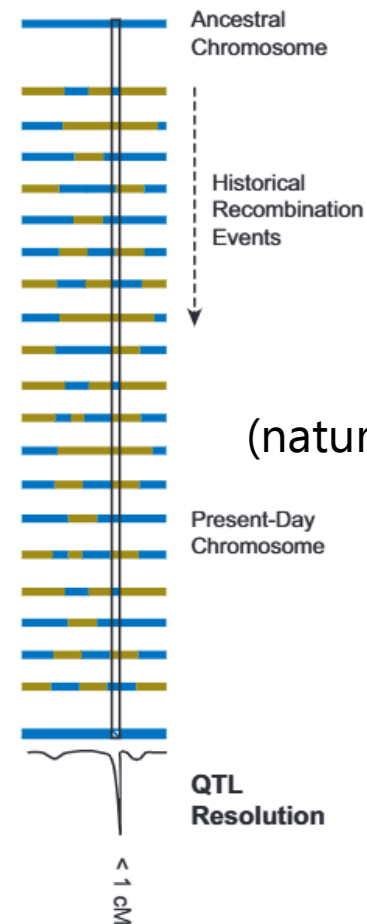 Ancestral
Chromosome
Historical
Recombination
Events
(natur
Present-Day
Chromosome
QTL
Resolution
< 1 cM